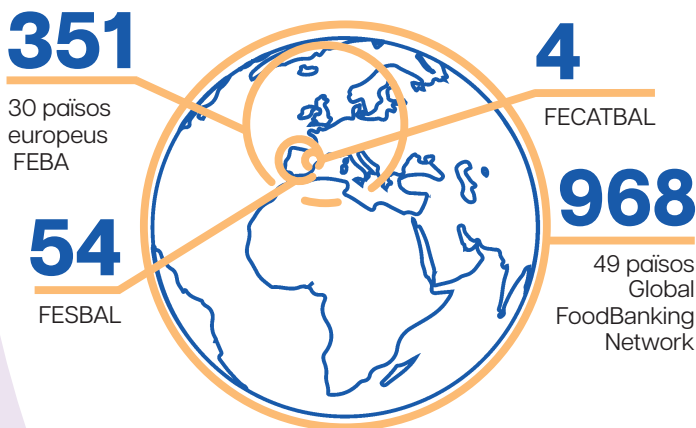 351
30 països
europeus
FEBA
4
FECATBAL
54
FESBAL
968
49 països
Global
FoodBanking
Network